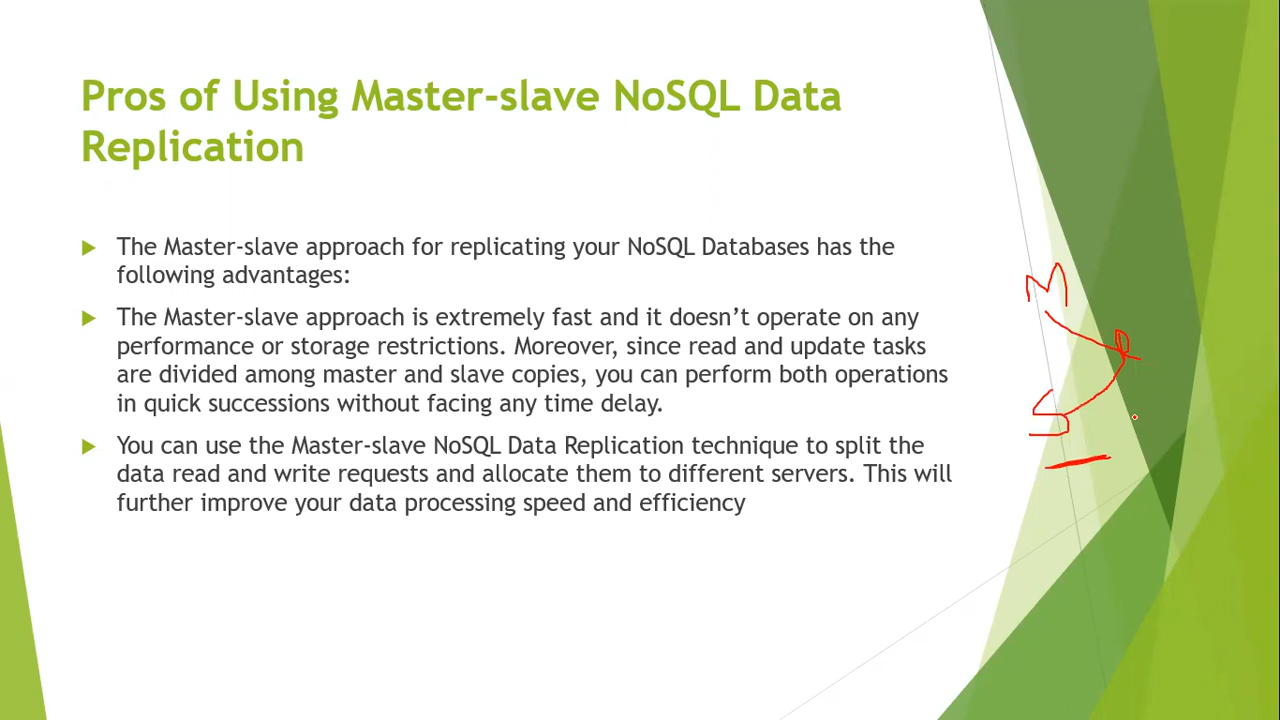 Pros of Using Master-slave NoSQL Data
Replication
The Master-slave approach for replicating your NoSQL Databases has the
following advantages:
The Master-slave approach is extremely fast and it doesn’t operate on any
performance or storage restrictions. Moreover, since read and update tasks
are divided among master and slave copies, you can perform both operations
in quick successions without facing any time delay.
You can use the Master-slave NoSQL Data Replication technique to split the
data read and write requests and allocate them to different servers. This will
further improve your data processing speed and efficiency
M
R
S